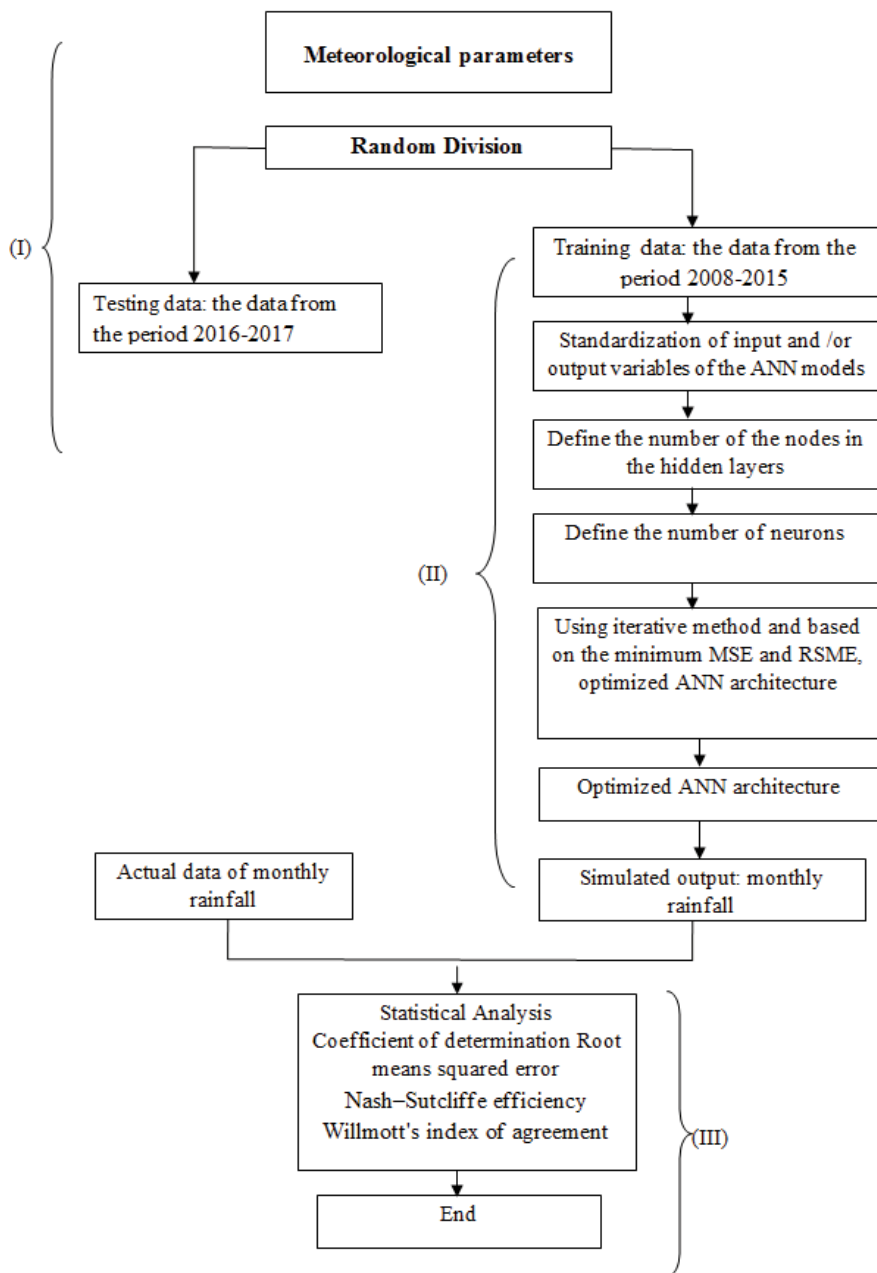 Meteorological parameters
Random Division
(I)
Training data: the data from the
period 2008-2015
Testing data: the data from
the period 2016-2017
Standardization of input and /or
output variables of the ANN models
Define the number of the nodes in
the hidden layers
Define the number of neurons
(II)
Using iterative method and based
on the minimum MSE and RSME,
optimized ANN architecture
Optimized ANN architecture
Actual data of monthly
rainfall
Simulated output: monthly
rainfall
Statistical Analysis
Coefficient of determination Root
means squared error
Nash–Sutcliffe efficiency
Willmott's index of agreement
(III)
End